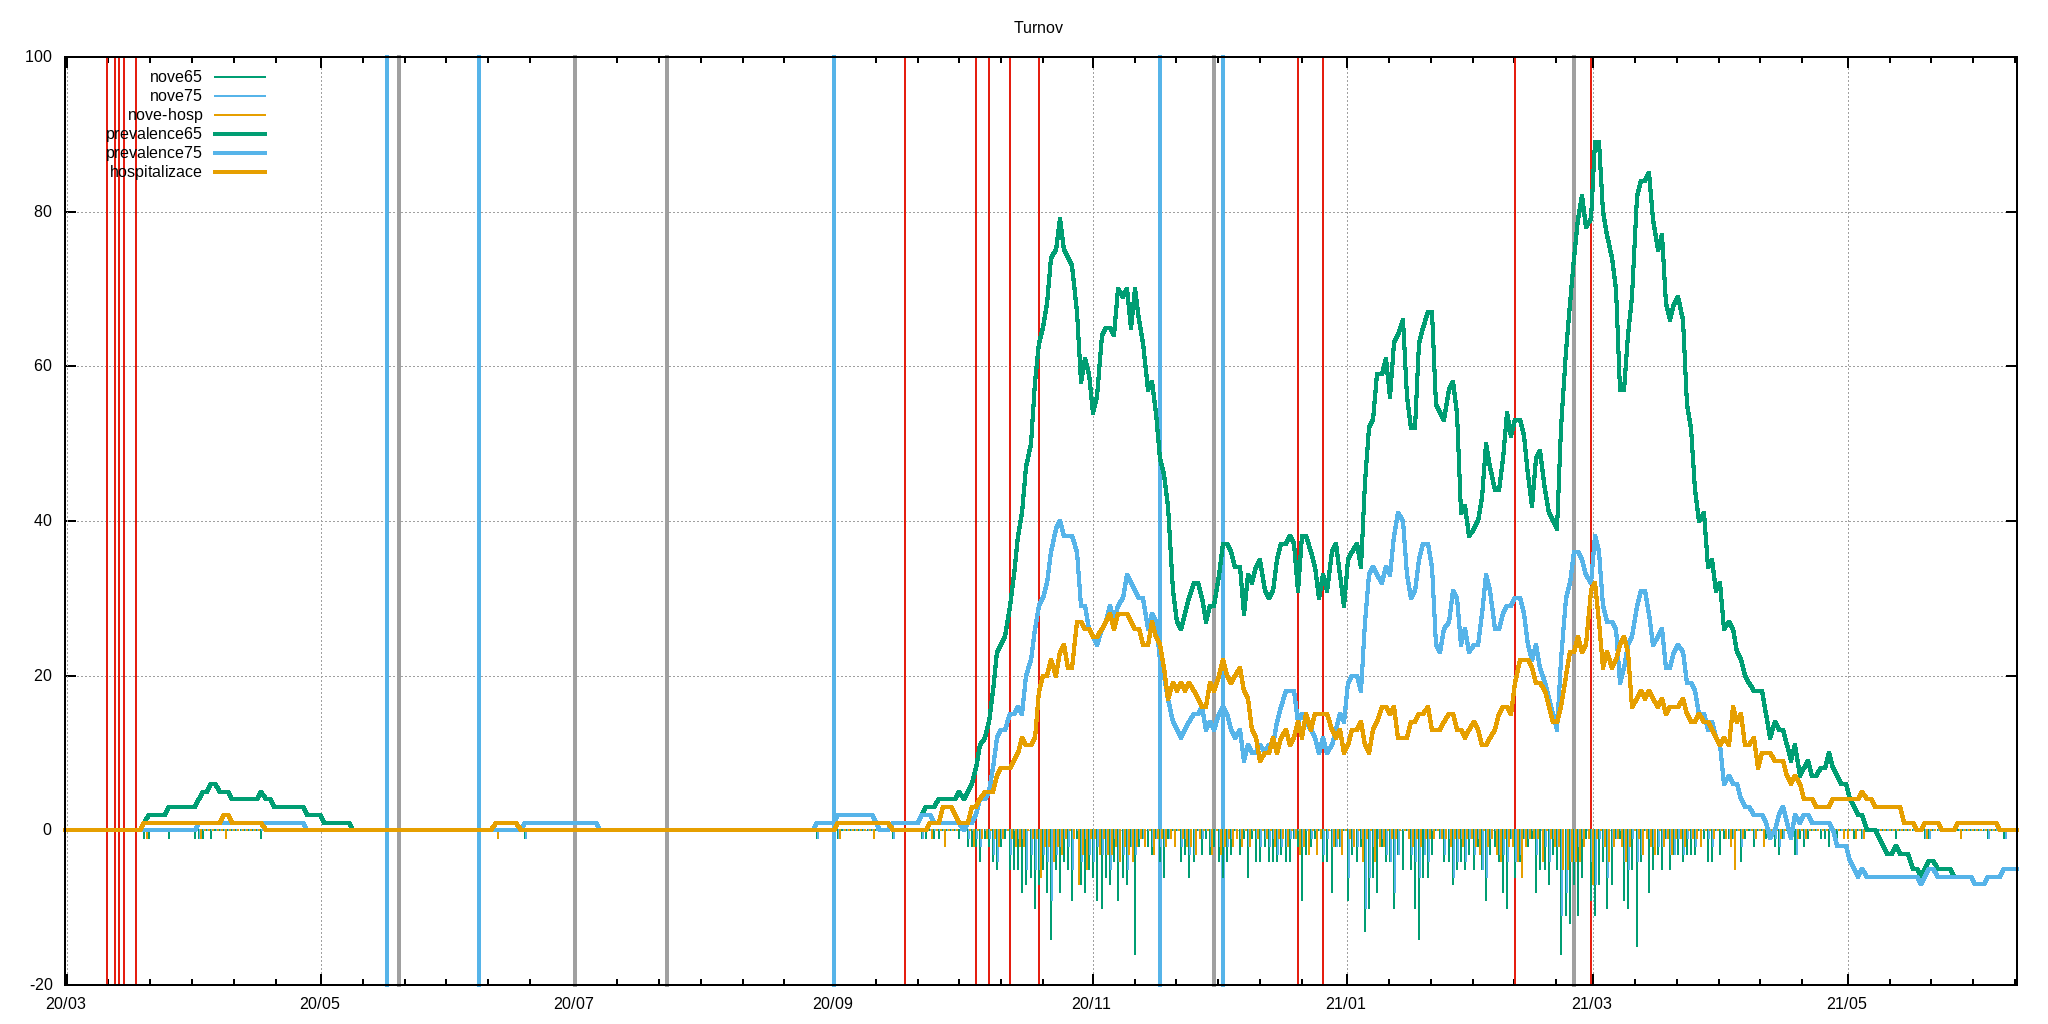 Turnov
100
80
60
40
20
0
-20
nove65
nove75
nove-hosp
prevalence65
prevalence75
hospitalizace
20/03 20/05 20/07 20/09 20/11 21/01 21/03 21/05